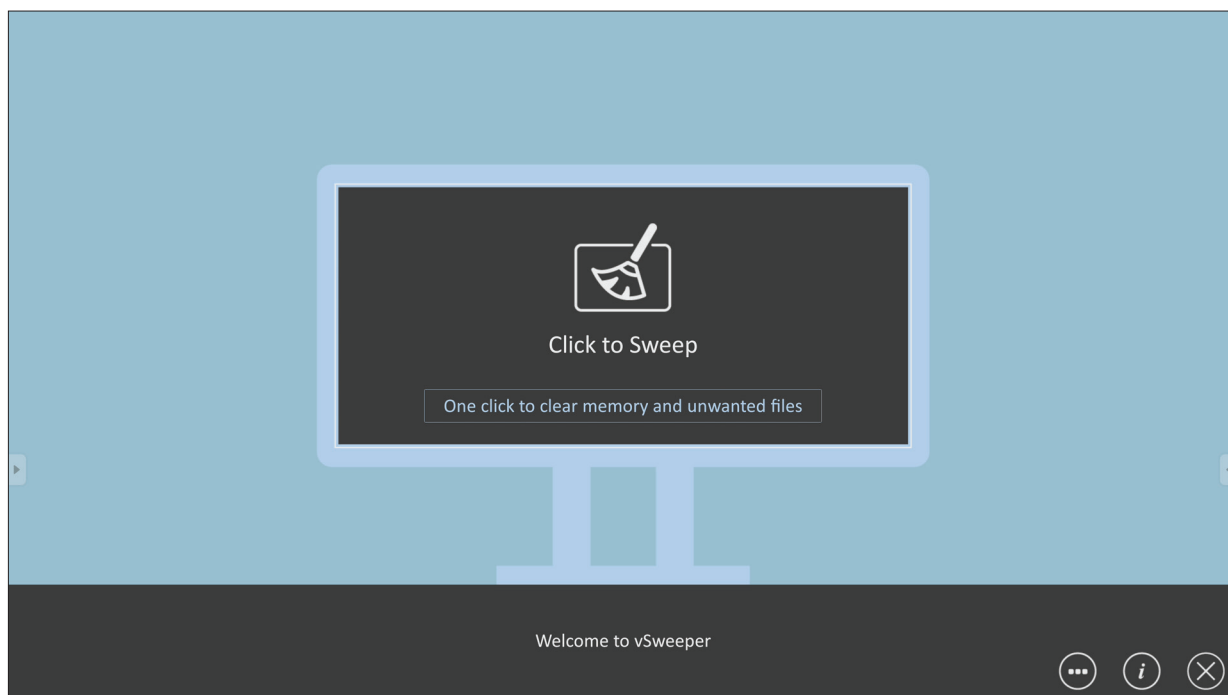 Click to Sweep
One click to clear memory and unwanted files
Welcome to vSweeper
i